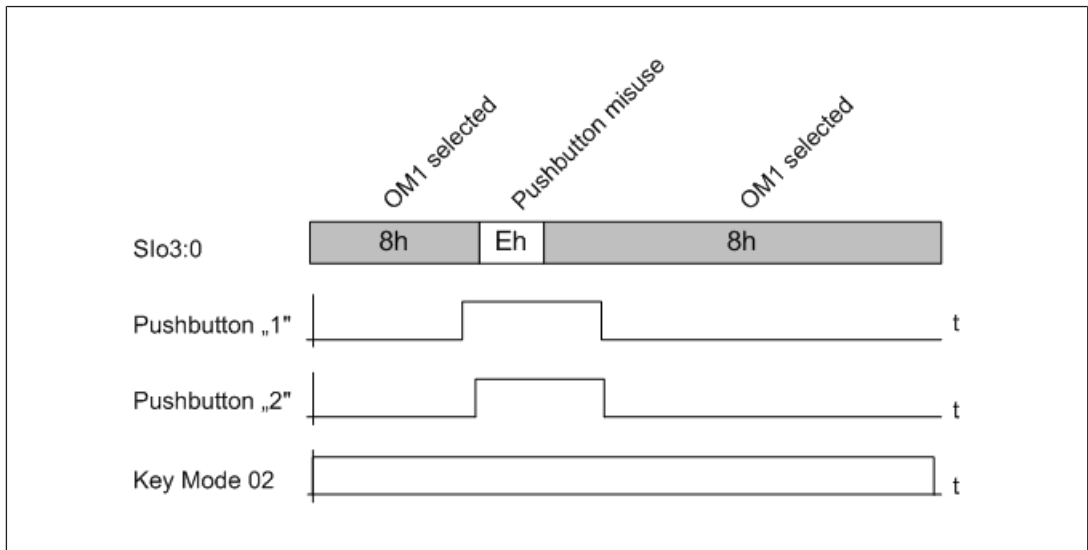 OM1 selected
Pushbutton misuse
OM1 selected
SIo3:0
8h
Eh
8h
Pushbutton „1"
t
Pushbutton „2"
t
Key Mode 02
t